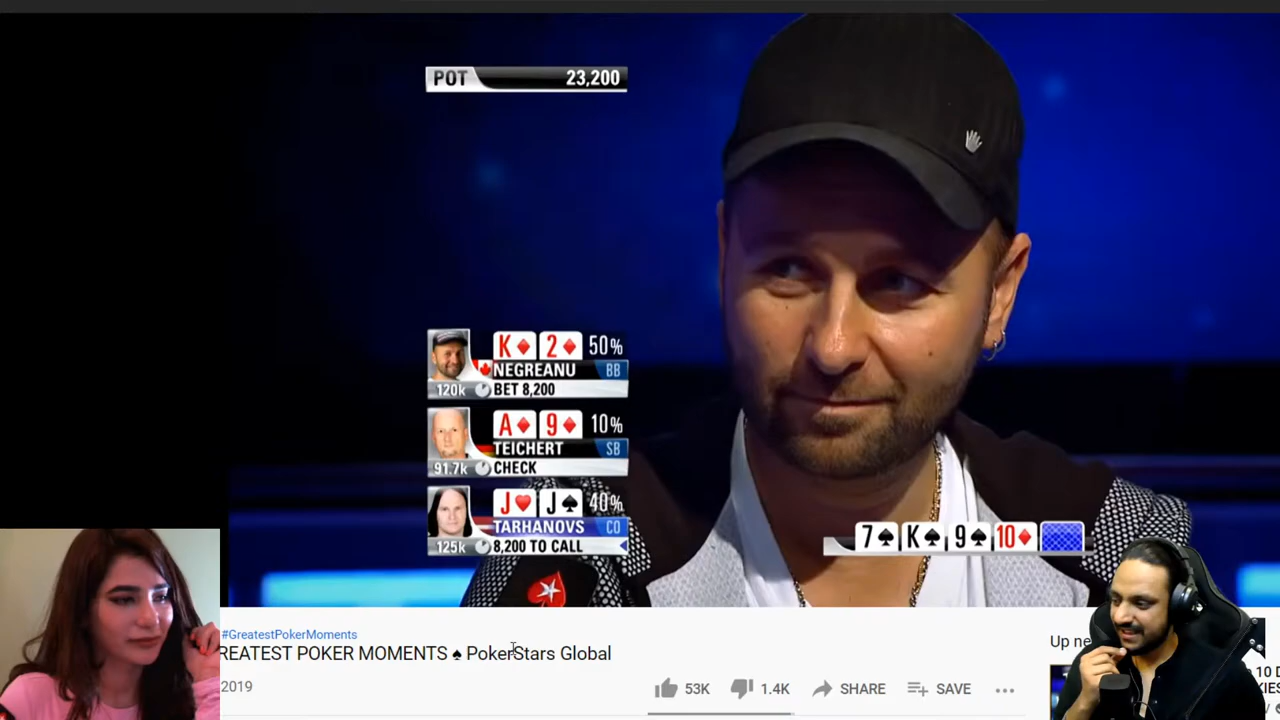 POT 23,200
K♦ 2♦ 50%
NEGREANU BB
120k BET 8,200
A♦ 9♦ 10%
TEICHERT SB
91.7k CHECK
J♥ J♠ 40%
TARHANOVS CO
125k 8,200 TO CALL
7♠ K♠ 9♠ 10♦
#GreatestPokerMoments
REATEST POKER MOMENTS ♠ PokerStars Global
Up ne
2019
53K 1.4K SHARE SAVE ...
10 D